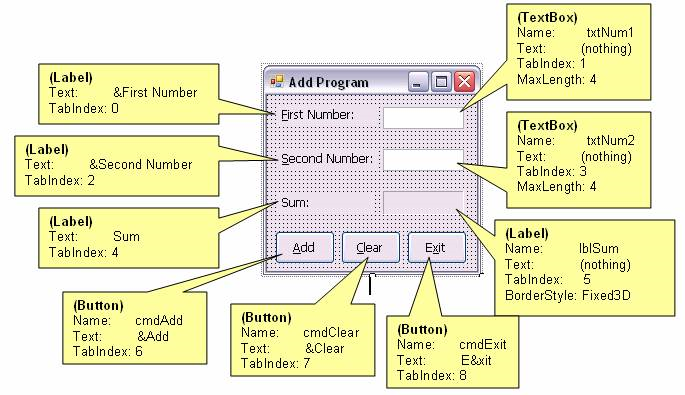 (TextBox)
Name: txtNum1
Text: (nothing)
TabIndex: 1
MaxLength: 4
(Label)
Text: &First Number
TabIndex: 0
Add Program
First Number:
(TextBox)
Name: txtNum2
Text: (nothing)
TabIndex: 3
MaxLength: 4
(Label)
Text: &Second Number
TabIndex: 2
Second Number:
(Label)
Text: Sum
TabIndex: 4
Sum:
(Label)
Name: lblSum
Text: (nothing)
TabIndex: 5
BorderStyle: Fixed3D
Add
Clear
Exit
(Button)
Name: cmdAdd
Text: &Add
TabIndex: 6
(Button)
Name: cmdClear
Text: &Clear
TabIndex: 7
(Button)
Name: cmdExit
Text: E&xit
TabIndex: 8